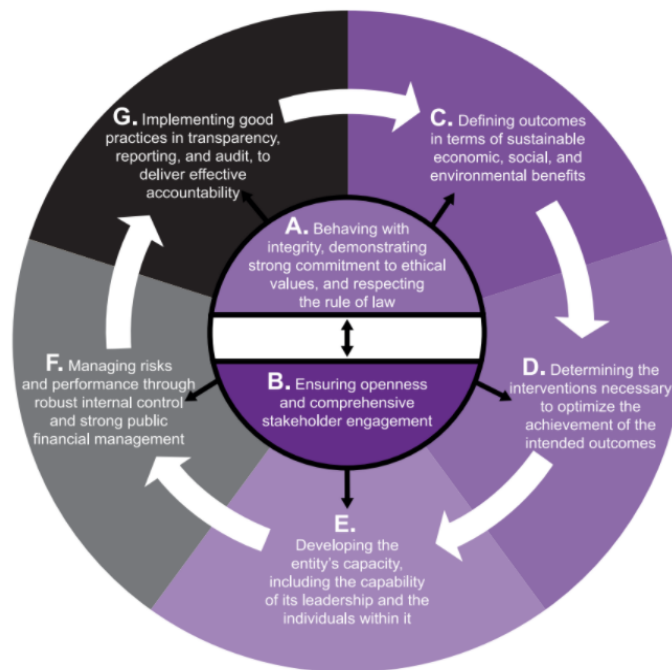 G. Implementing good
practices in transparency,
reporting, and audit, to
deliver effective
accountability
C. Defining outcomes
in terms of sustainable
economic, social, and
environmental benefits
A. Behaving with
integrity, demonstrating
strong commitment to ethical
values, and respecting
the rule of law
B. Ensuring openness
and comprehensive
stakeholder engagement
D. Determining the
interventions necessary
to optimize the
achievement of the
intended outcomes
F. Managing risks
and performance through
robust internal control
and strong public
financial management
E.
Developing the
entity's capacity,
including the capability
of its leadership and the
individuals within it